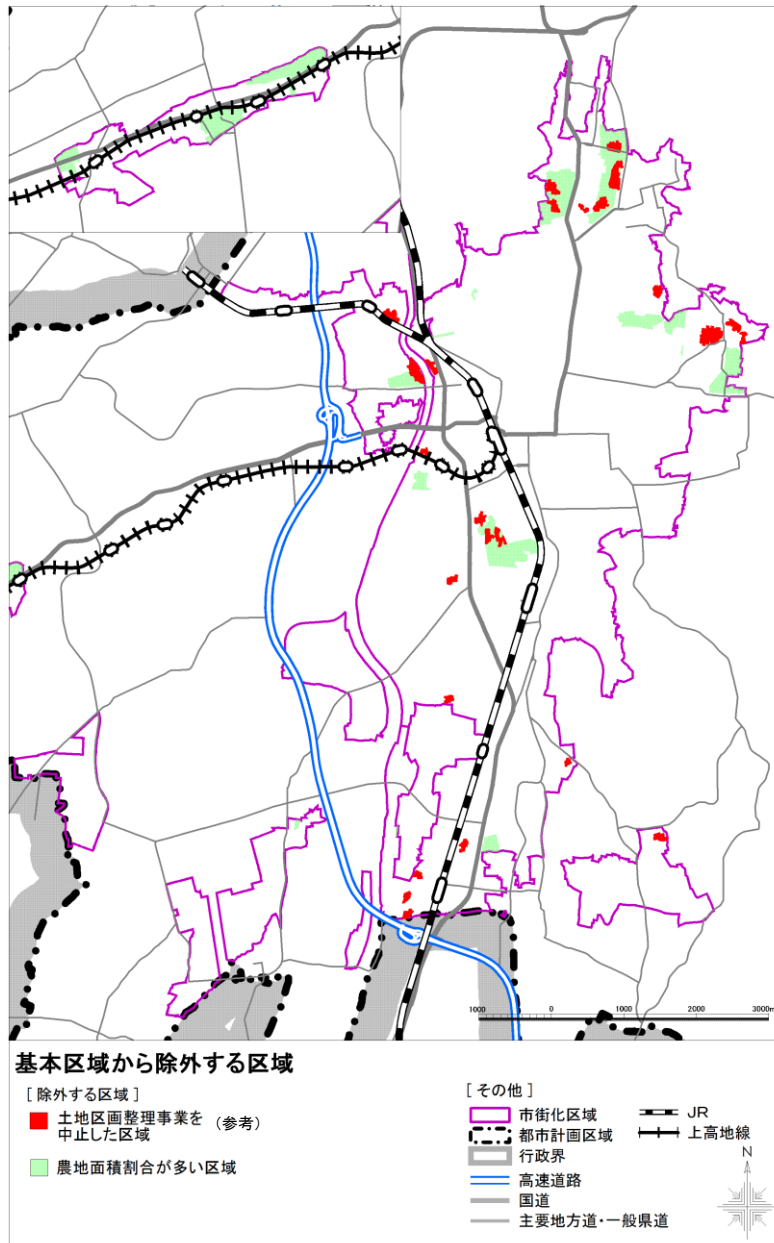 1000 0 1000 2000 3000m
基本区域から除外する区域
[ 除外する区域 ]
土地区画整理事業を
中止した区域
(参考)
農地面積割合が多い区域
[ その他 ]
市街化区域
都市計画区域
行政界
高速道路
国道
主要地方道・一般県道
JR
上高地線
N